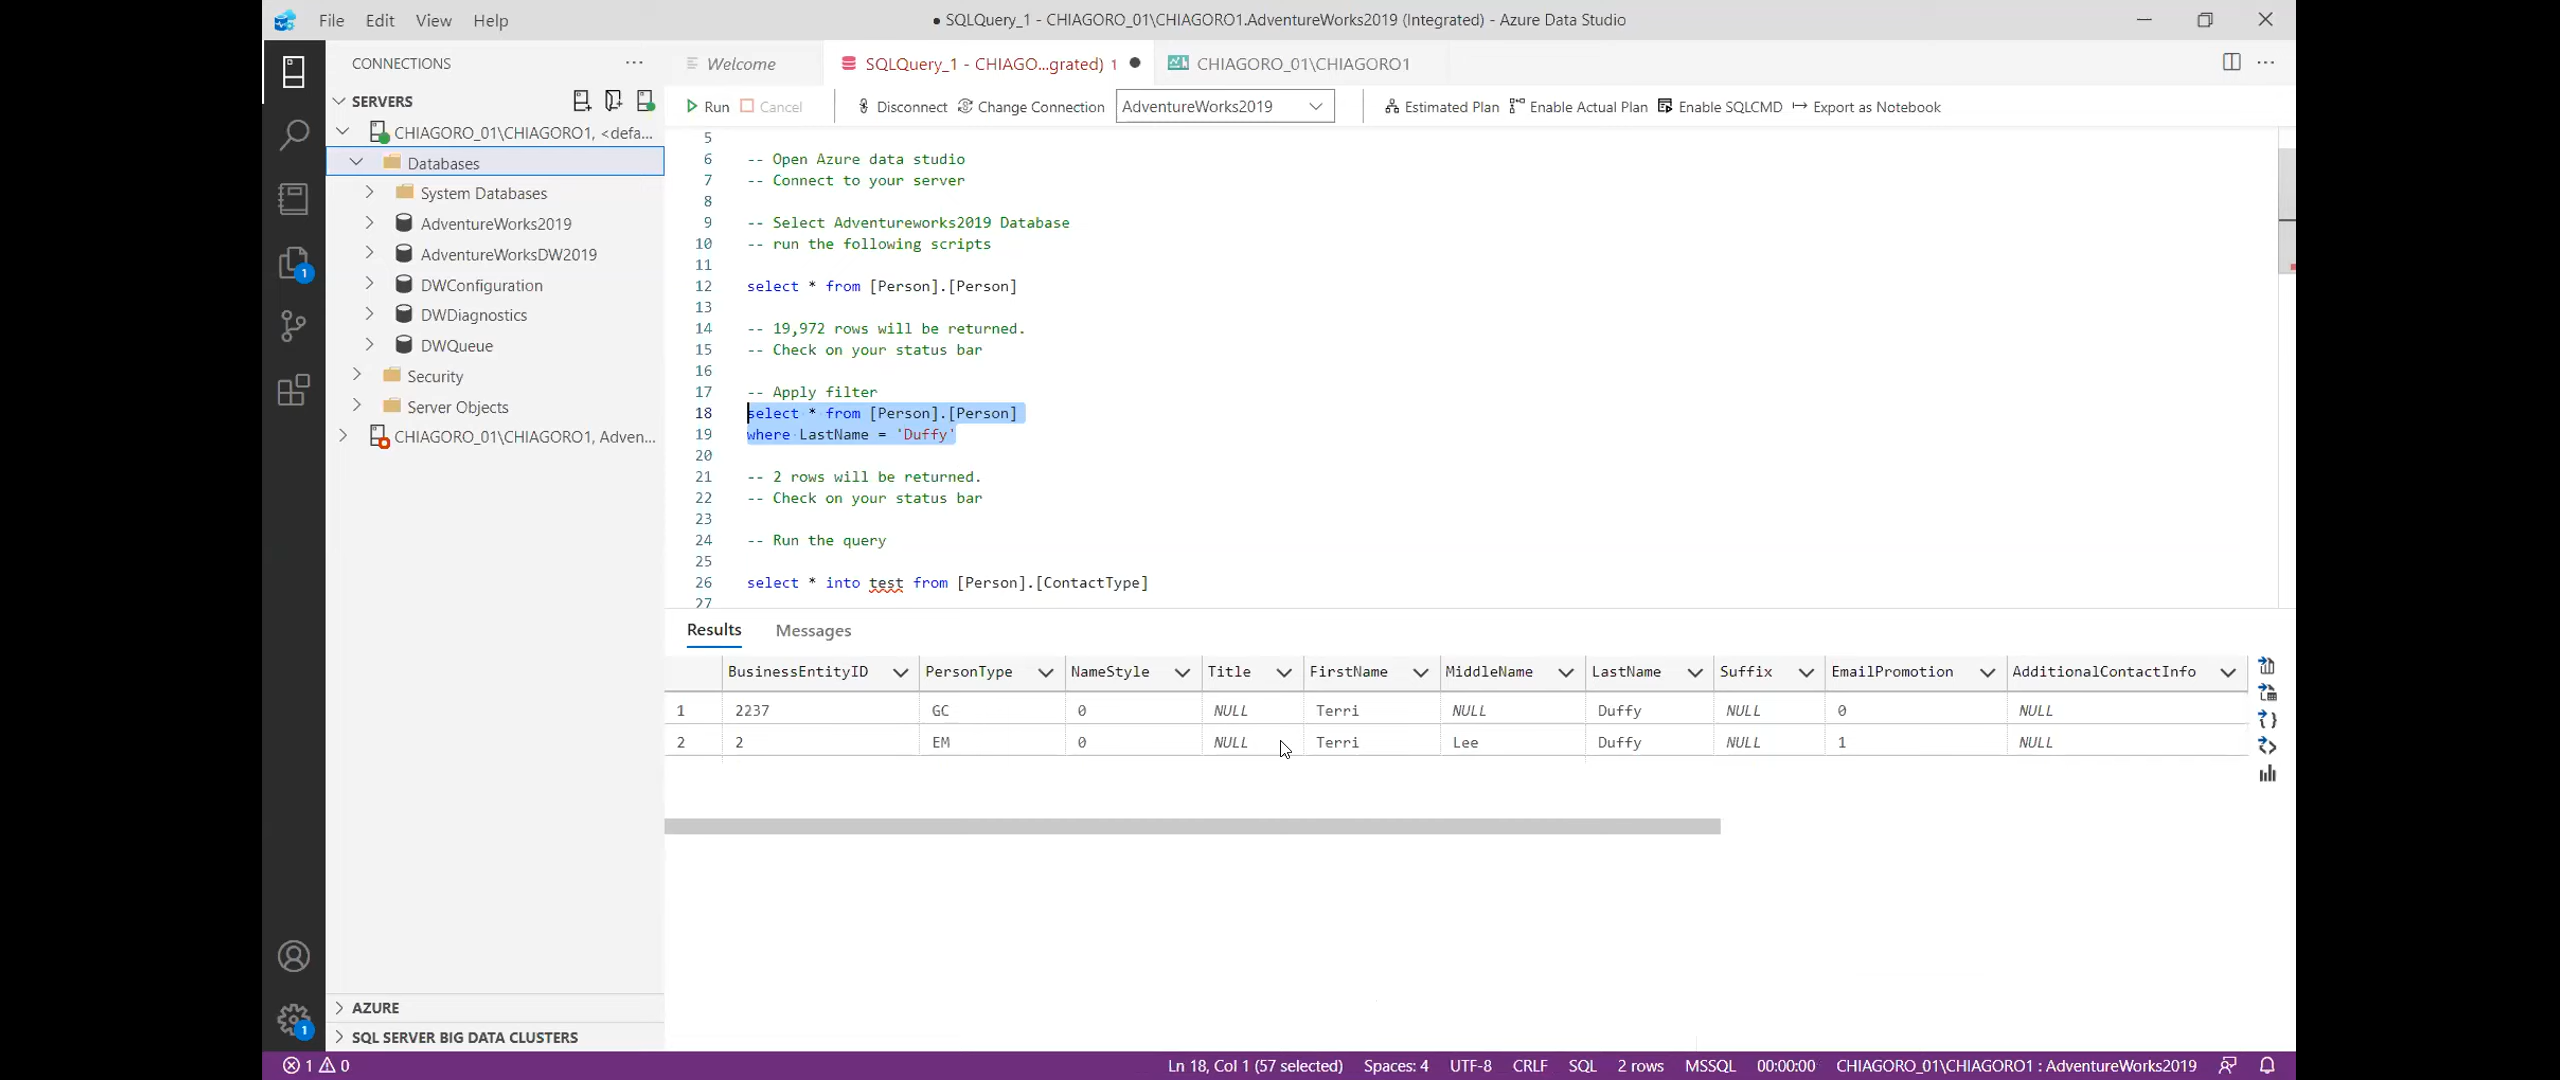 File Edit View Help
● SQLQuery_1 - CHIAGORO_01\CHIAGORO1.AdventureWorks2019 (Integrated) - Azure Data Studio
CONNECTIONS
Welcome
SQLQuery_1 - CHIAGO...grated) 1
CHIAGORO_01\CHIAGORO1
SERVERS
Run Cancel Disconnect Change Connection AdventureWorks2019 Estimated Plan Enable Actual Plan Enable SQLCMD Export as Notebook
CHIAGORO_01\CHIAGORO1, <defa...
Databases
System Databases
AdventureWorks2019
AdventureWorksDW2019
DWConfiguration
DWDiagnostics
DWQueue
Security
Server Objects
CHIAGORO_01\CHIAGORO1, Adven...
AZURE
SQL SERVER BIG DATA CLUSTERS
1
1
5
6 -- Open Azure data studio
7 -- Connect to your server
8
9 -- Select Adventureworks2019 Database
10 -- run the following scripts
11
12 select * from [Person].[Person]
13
14 -- 19,972 rows will be returned.
15 -- Check on your status bar
16
17 -- Apply filter
18 select * from [Person].[Person]
19 where LastName = 'Duffy'
20
21 -- 2 rows will be returned.
22 -- Check on your status bar
23
24 -- Run the query
25
26 select * into test from [Person].[ContactType]
27
Results Messages
BusinessEntityID PersonType NameStyle Title FirstName MiddleName LastName Suffix EmailPromotion AdditionalContactInfo
1 2237 GC 0 NULL Terri NULL Duffy NULL 0 NULL
2 2 EM 0 NULL Terri Lee Duffy NULL 1 NULL
1 0 Ln 18, Col 1 (57 selected) Spaces: 4 UTF-8 CRLF SQL 2 rows MSSQL 00:00:00 CHIAGORO_01\CHIAGORO1 : AdventureWorks2019